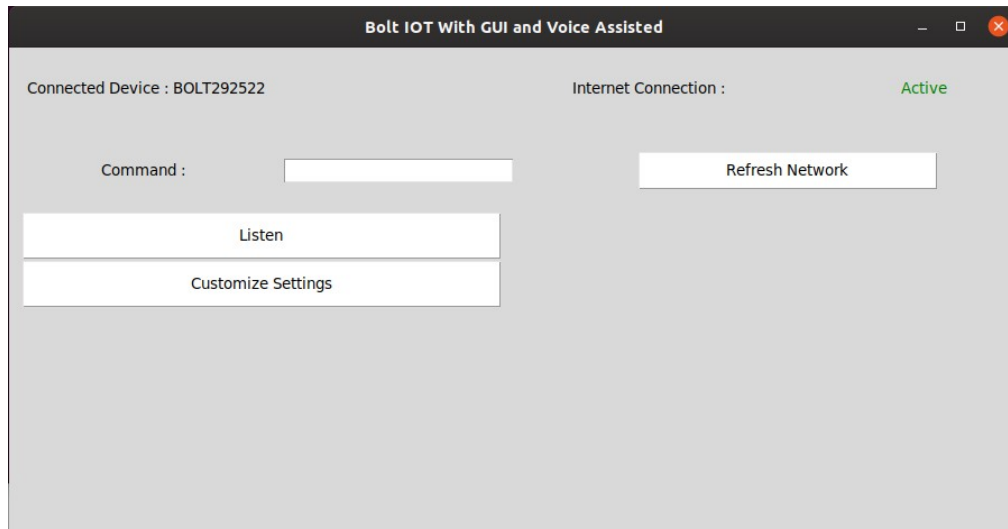 Bolt IOT With GUI and Voice Assisted
Connected Device : BOLT292522
Internet Connection :
Active
Command :
Refresh Network
Listen
Customize Settings